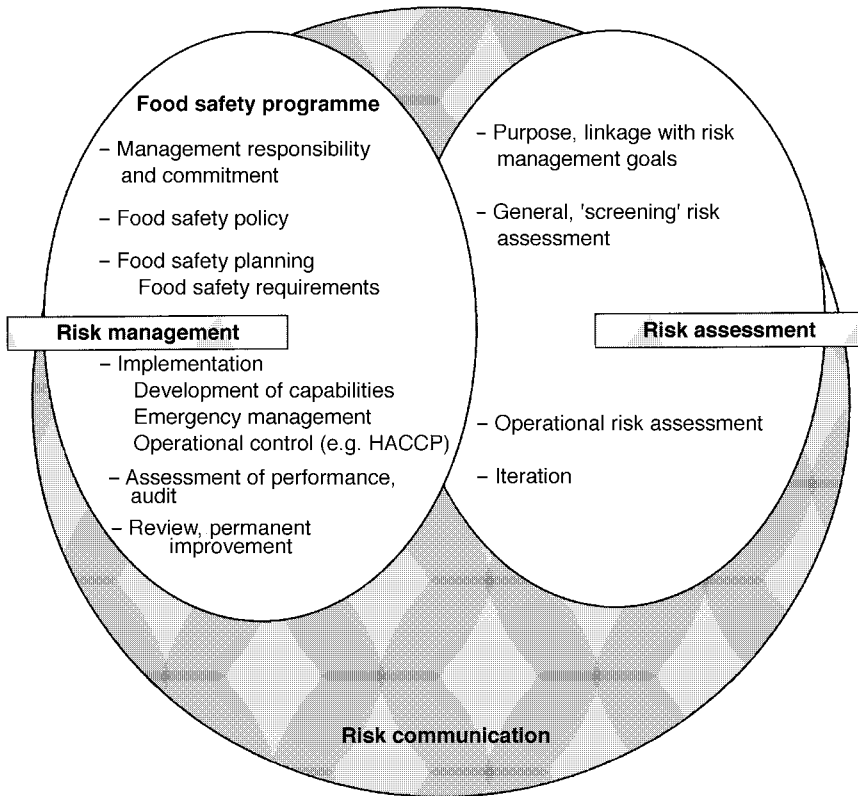 Food safety programme
– Management responsibility
and commitment
– Food safety policy
– Food safety planning
Food safety requirements
Risk management
– Implementation
Development of capabilities
Emergency management
Operational control (e.g. HACCP)
– Assessment of performance,
audit
– Review, permanent
improvement
– Purpose, linkage with risk
management goals
– General, 'screening' risk
assessment
Risk assessment
– Operational risk assessment
– Iteration
Risk communication